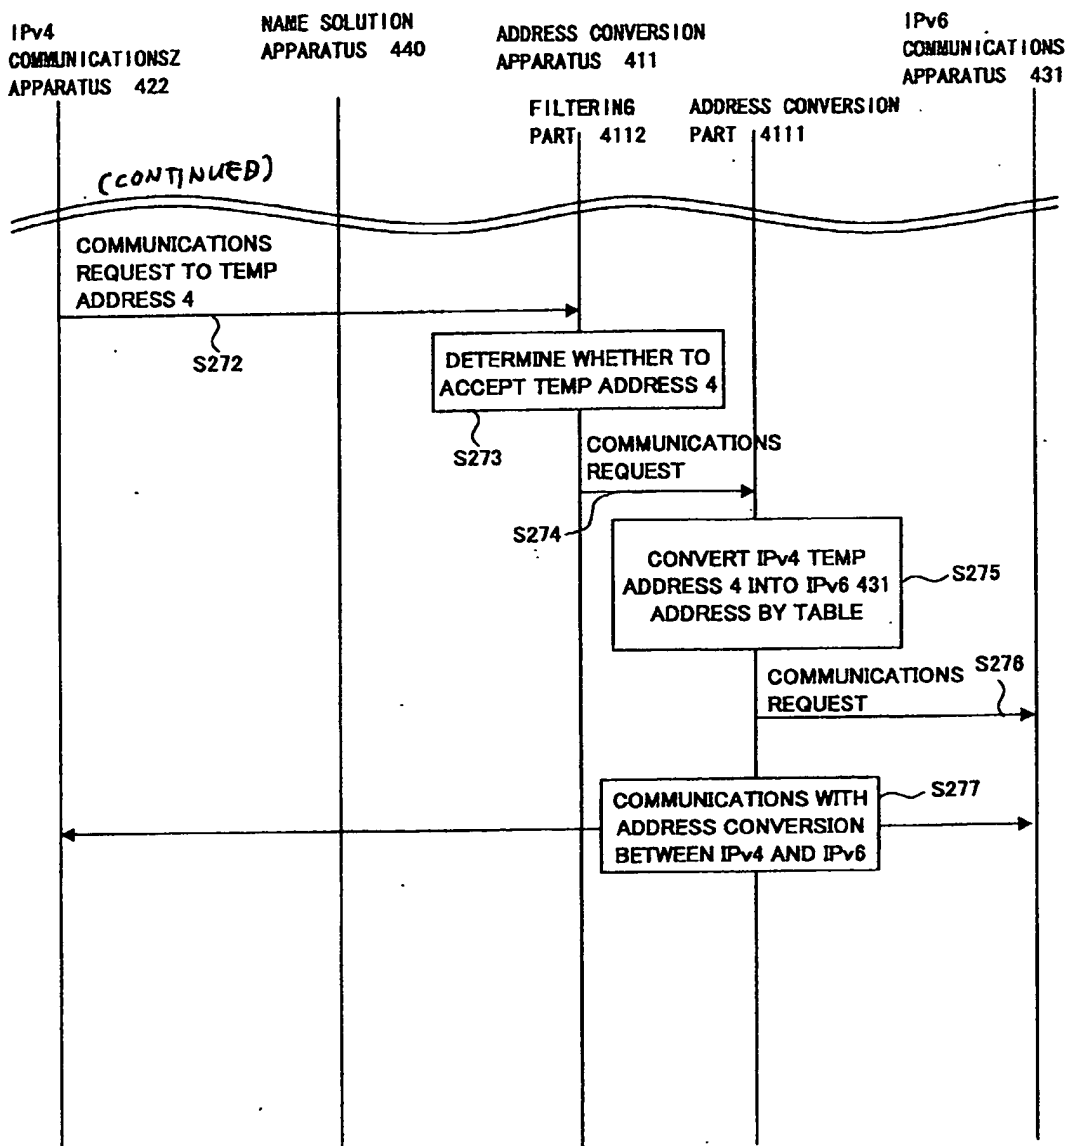 IPv4
COMMUNICATIONSZ
APPARATUS 422
NAME SOLUTION
APPARATUS 440
ADDRESS CONVERSION
APPARATUS 411
IPv6
COMMUNICATIONS
APPARATUS 431
FILTERING
PART 4112
ADDRESS CONVERSION
PART 4111
(CONTINUED)
COMMUNICATIONS
REQUEST TO TEMP
ADDRESS 4
S272
DETERMINE WHETHER TO
ACCEPT TEMP ADDRESS 4
S273
COMMUNICATIONS
REQUEST
S274
CONVERT IPv4 TEMP
ADDRESS 4 INTO IPv6 431
ADDRESS BY TABLE
S275
COMMUNICATIONS
REQUEST
S276
COMMUNICATIONS WITH
ADDRESS CONVERSION
BETWEEN IPv4 AND IPv6
S277